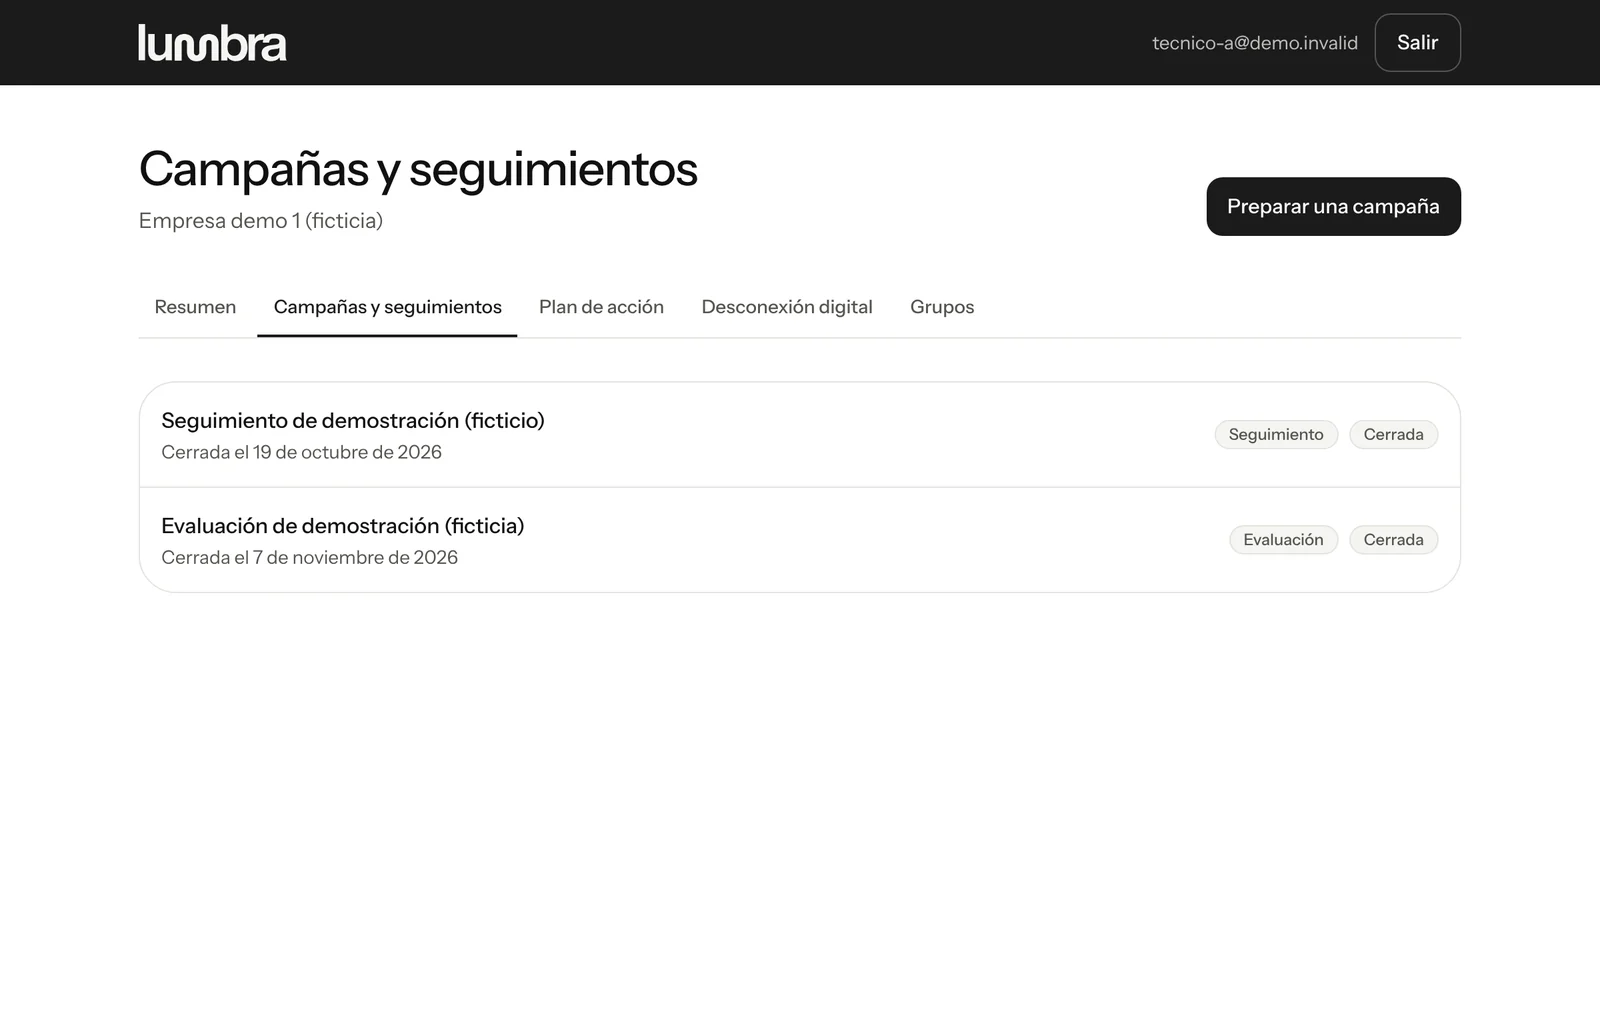 lumbra
tecnico-a@demo.invalid
Salir
Campañas y seguimientos
Empresa demo 1 (ficticia)
Preparar una campaña
Resumen
Campañas y seguimientos
Plan de acción
Desconexión digital
Grupos
Seguimiento de demostración (ficticio)
Cerrada el 19 de octubre de 2026
Seguimiento
Cerrada
Evaluación de demostración (ficticia)
Cerrada el 7 de noviembre de 2026
Evaluación
Cerrada